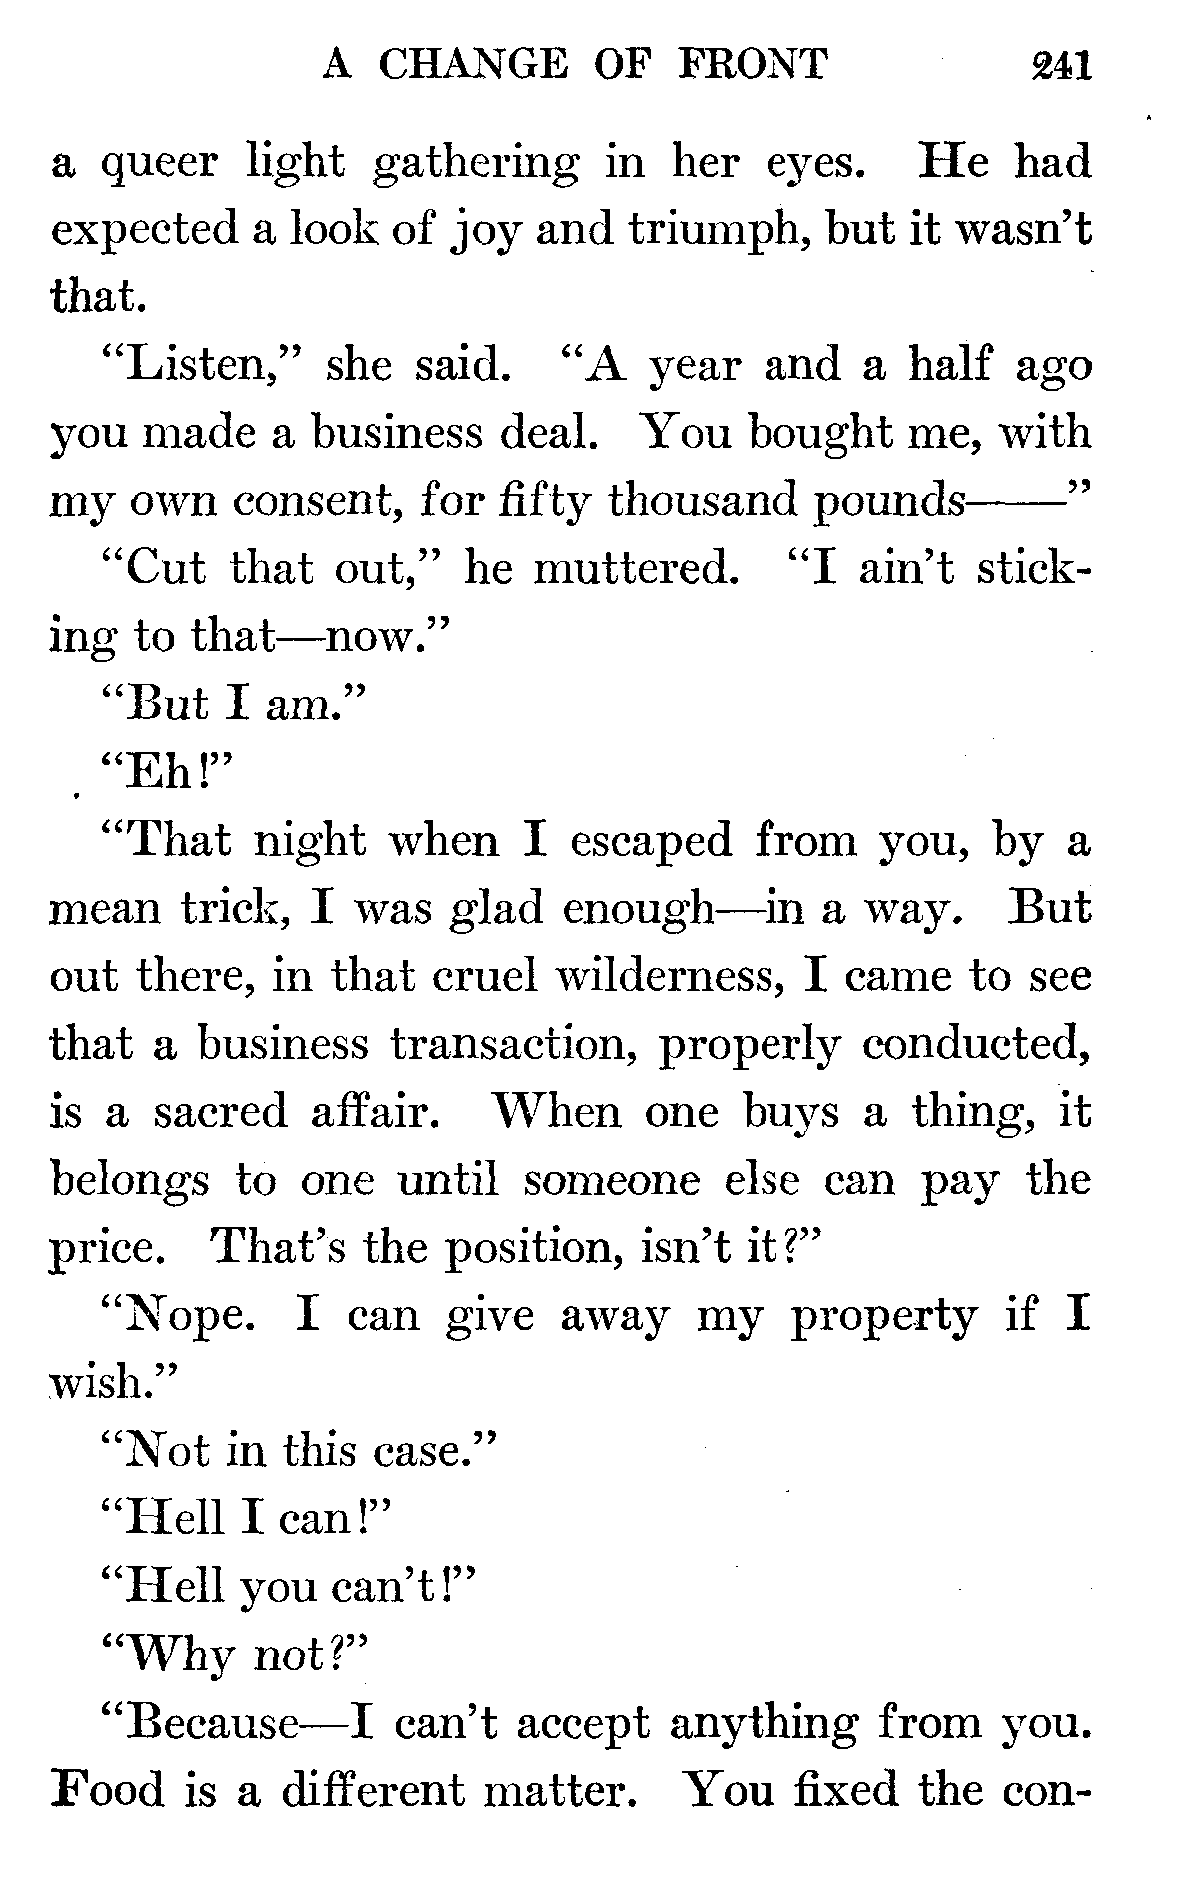 A CHANGE OF FRONT 241
a queer light gathering in her eyes. He had
expected a look of joy and triumph, but it wasn't
that.
"Listen," she said. "A year and a half ago
you made a business deal. You bought me, with
my own consent, for fifty thousand pounds——"
"Cut that out," he muttered. "I ain't stick-
ing to that—now."
"But I am."
"Eh!"
"That night when I escaped from you, by a
mean trick, I was glad enough—in a way. But
out there, in that cruel wilderness, I came to see
that a business transaction, properly conducted,
is a sacred affair. When one buys a thing, it
belongs to one until someone else can pay the
price. That's the position, isn't it?"
"Nope. I can give away my property if I
wish."
"Not in this case."
"Hell I can!"
"Hell you can't!"
"Why not?"
"Because—I can't accept anything from you.
Food is a different matter. You fixed the con-